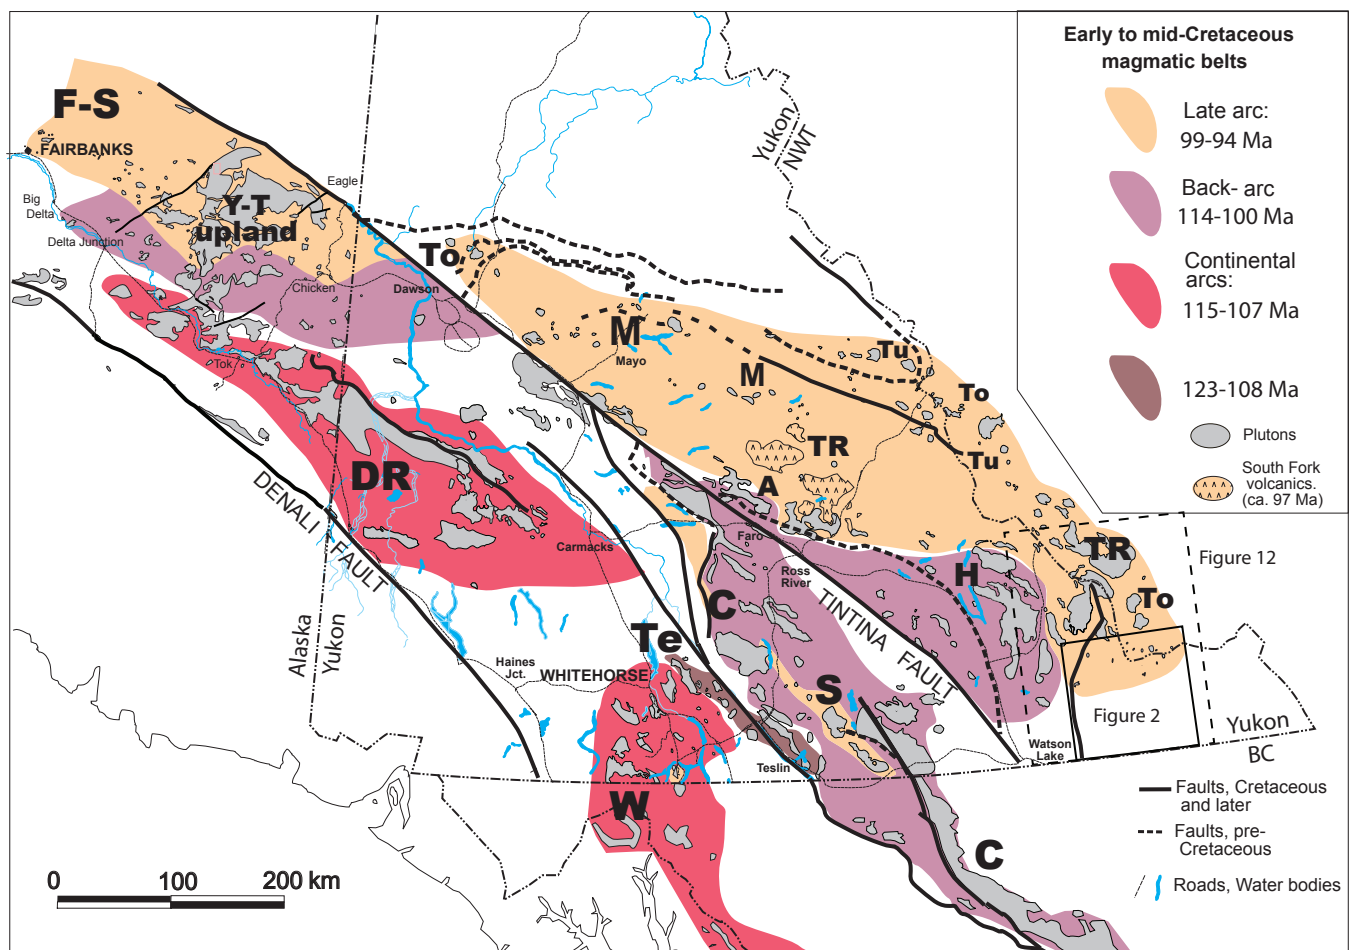 Early to mid-Cretaceous
magmatic belts
Late arc:
99-94 Ma
Back- arc
114-100 Ma
Continental
arcs:
115-107 Ma
123-108 Ma
Plutons
South Fork
volcanics.
(ca. 97 Ma)
F-S
FAIRBANKS
Big
Delta
Delta Junction
Y-T
upland
Eagle
Chicken
Dawson
To
Yukon
NWT
M
Mayo
M
Tu
To
Tu
TR
A
Tok
DR
DENALI FAULT
Carmacks
Faro
Ross
River
TINTINA FAULT
H
TR
To
Figure 12
C
Te
Alaska
Yukon
Haines
Jct.
WHITEHORSE
S
Figure 2
Watson
Lake
Yukon
BC
Teslin
W
C
Faults, Cretaceous
and later
Faults, pre-
Cretaceous
Roads, Water bodies
0 100 200 km